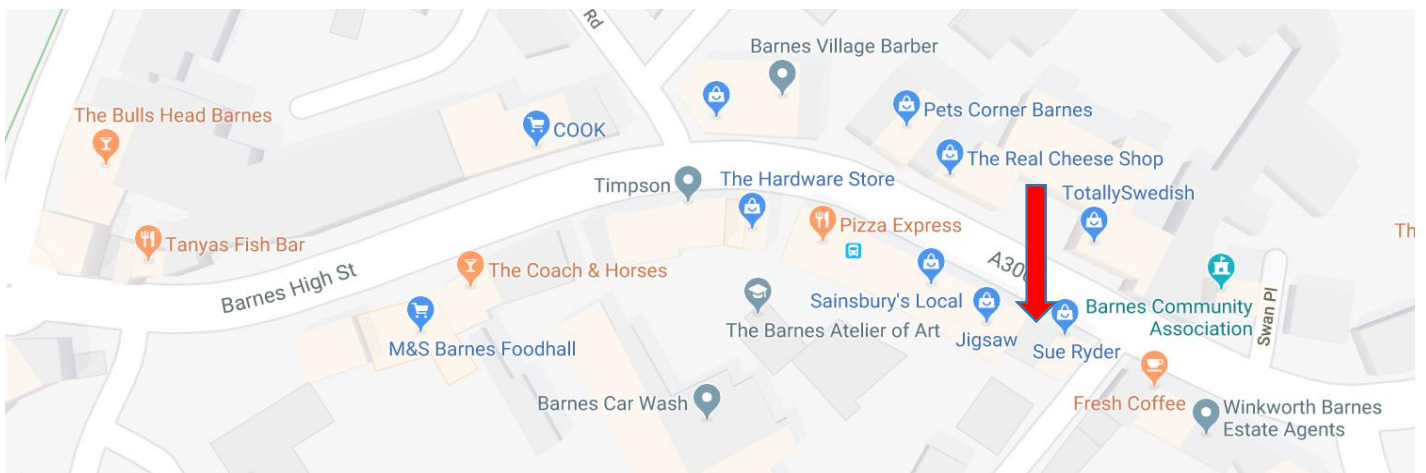 Rd
Barnes Village Barber
The Bulls Head Barnes
Pets Corner Barnes
COOK
The Real Cheese Shop
Timpson
The Hardware Store
TotallySwedish
Pizza Express
Th
Tanyas Fish Bar
A300
The Coach & Horses
Barnes High St
Sainsbury's Local
Barnes Community
Association
Swan Pl
The Barnes Atelier of Art
Jigsaw
M&S Barnes Foodhall
Sue Ryder
Barnes Car Wash
Fresh Coffee
Winkworth Barnes
Estate Agents